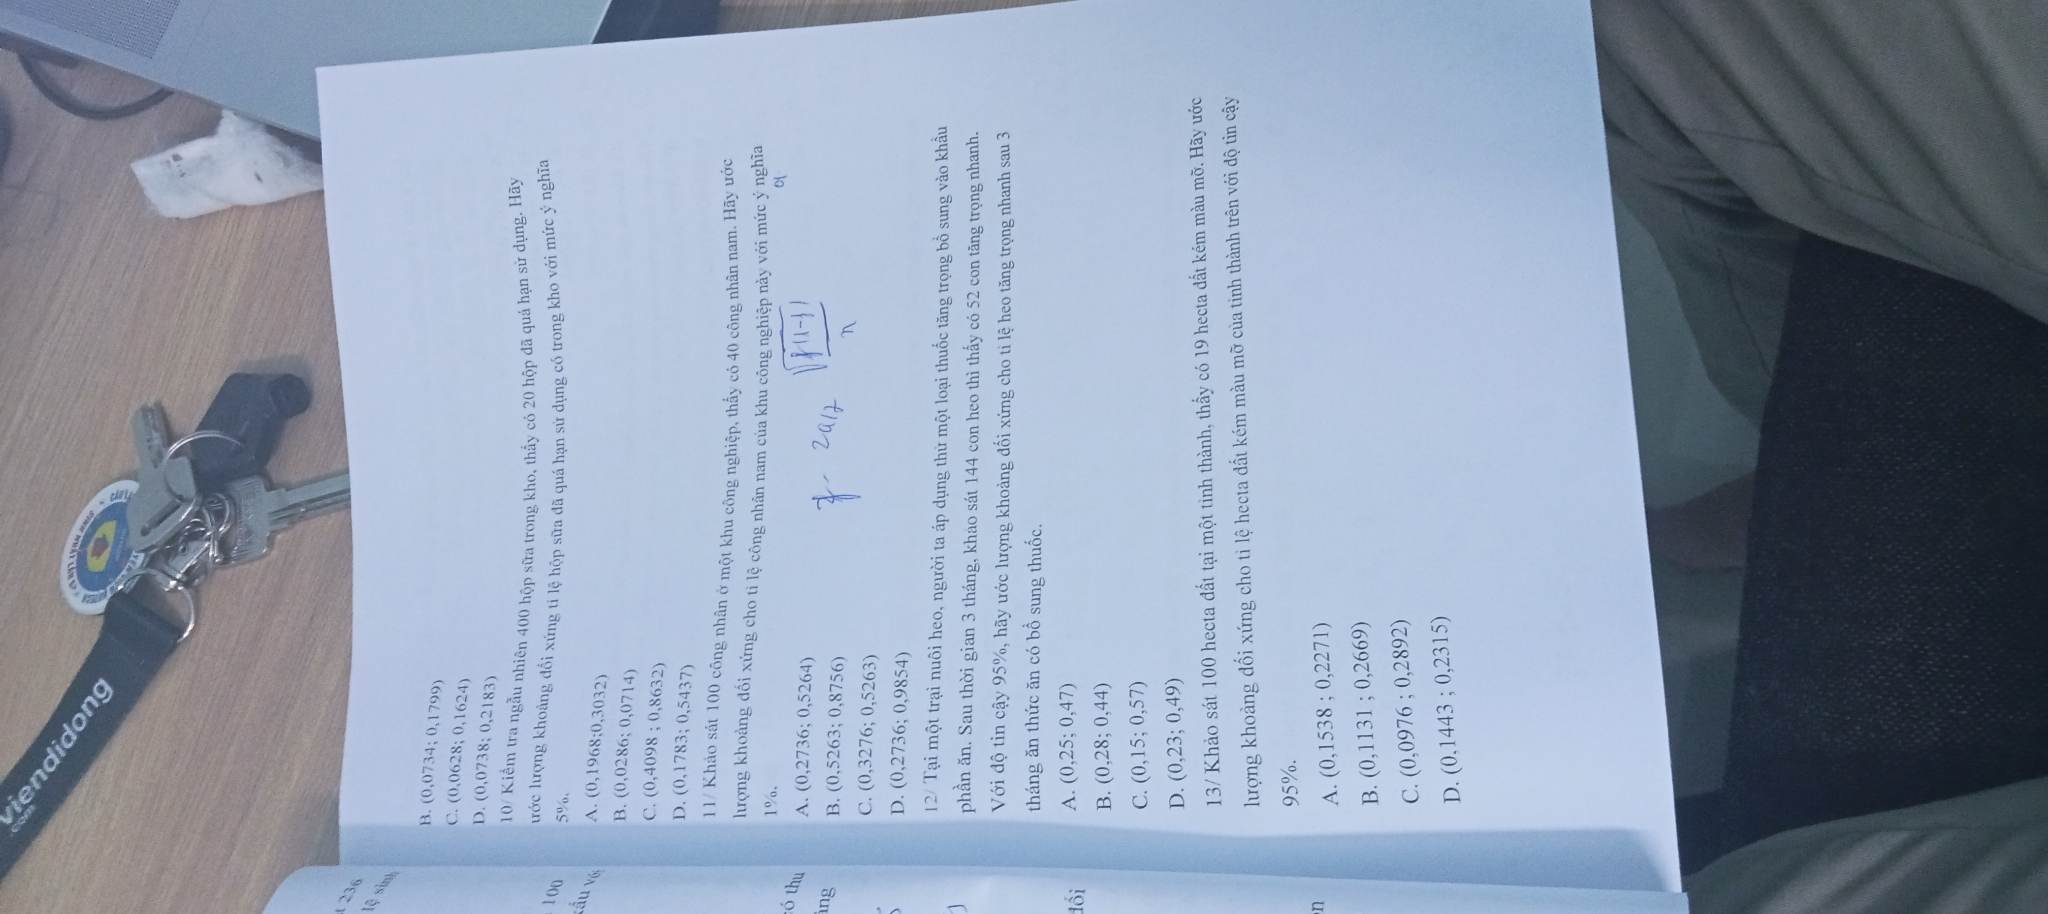 viendidong
com
B. (0,0734; 0,1799)
C. (0,0628; 0,1624)
D. (0,0738; 0,2183)
10/ Kiểm tra ngẫu nhiên 400 hộp sữa trong kho, thấy có 20 hộp đã quá hạn sử dụng. Hãy
ước lượng khoảng đối xứng tỉ lệ hộp sữa đã quá hạn sử dụng có trong kho với mức ý nghĩa
5%.
A. (0,1968;0,3032)
B. (0,0286; 0,0714)
C. (0,4098 ; 0,8632)
D. (0,1783; 0,5437)
11/ Khảo sát 100 công nhân ở một khu công nghiệp, thấy có 40 công nhân nam. Hãy ước
lượng khoảng đối xứng cho tỉ lệ công nhân nam của khu công nghiệp này với mức ý nghĩa
1%.
A. (0,2736; 0,5264)
B. (0,5263; 0,8756)
C. (0,3276; 0,5263)
D. (0,2736; 0,9854)
12/ Tại một trại nuôi heo, người ta áp dụng thử một loại thuốc tăng trọng bổ sung vào khẩu
phần ăn. Sau thời gian 3 tháng, khảo sát 144 con heo thì thấy có 52 con tăng trọng nhanh.
Với độ tin cậy 95%, hãy ước lượng khoảng đối xứng cho tỉ lệ heo tăng trọng nhanh sau 3
tháng ăn thức ăn có bổ sung thuốc.
A. (0,25; 0,47)
B. (0,28; 0,44)
C. (0,15; 0,57)
D. (0,23; 0,49)
13/ Khảo sát 100 hecta đất tại một tỉnh thành, thấy có 19 hecta đất kém màu mỡ. Hãy ước
lượng khoảng đối xứng cho tỉ lệ hecta đất kém màu mỡ của tỉnh thành trên với độ tin cậy
95%.
A. (0,1538 ; 0,2271)
B. (0,1131 ; 0,2669)
C. (0,0976 ; 0,2892)
D. (0,1443 ; 0,2315)
236
lệ
100
thu
đối